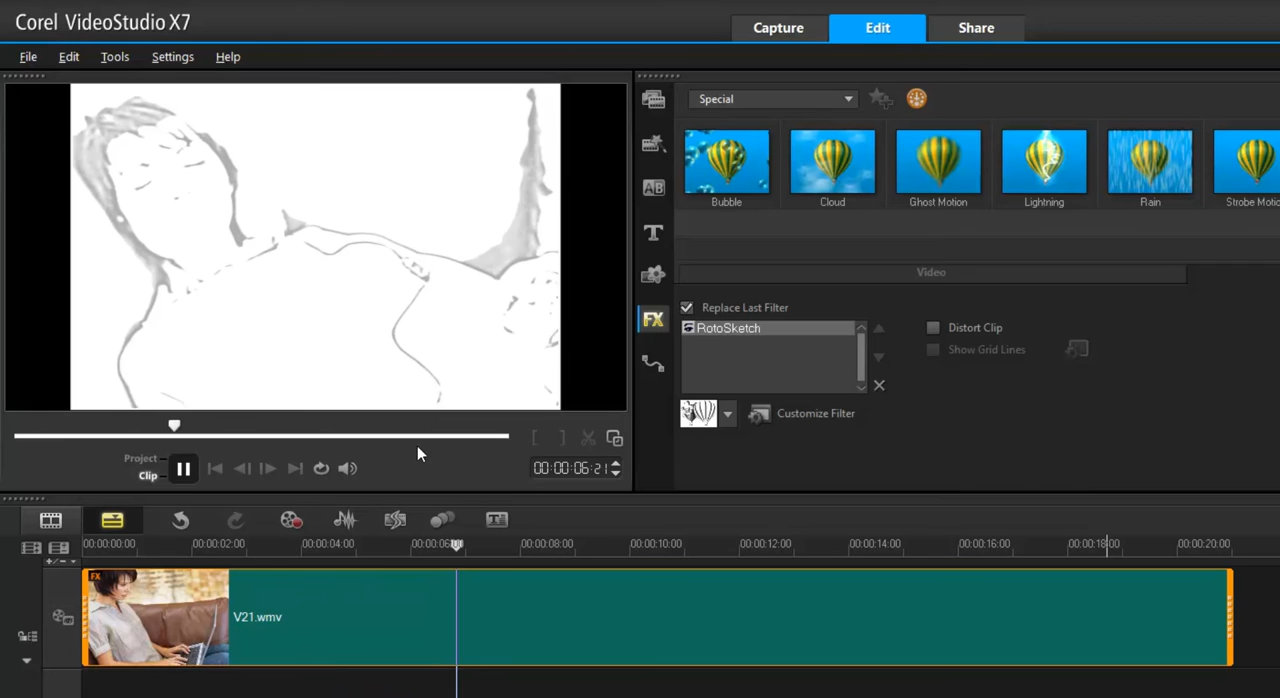 Corel VideoStudio X7
Capture
Edit
Share
File Edit Tools Settings Help
Special
Bubble
Cloud
Ghost Motion
Lightning
Rain
Strobe Motio
AB
T
FX
Video
Replace Last Filter
RotoSketch
Distort Clip
Show Grid Lines
Customize Filter
Project
Clip
[ ]
00:00:06:21
00:00:00:00 00:00:02:00 00:00:04:00 00:00:06:00 00:00:08:00 00:00:10:00 00:00:12:00 00:00:14:00 00:00:16:00 00:00:18:00 00:00:20:00
FX
V21.wmv